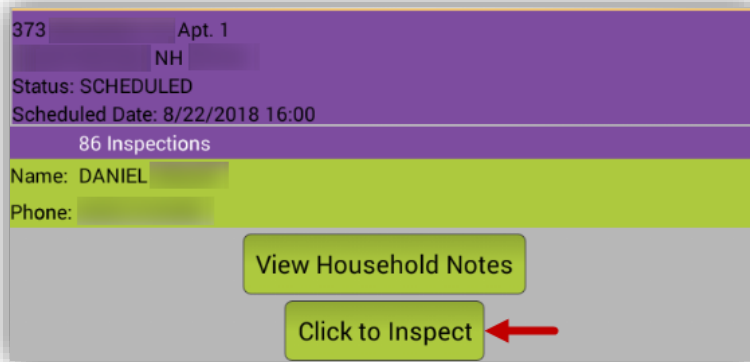 373 Apt. 1
NH
Status: SCHEDULED
Scheduled Date: 8/22/2018 16:00
86 Inspections
Name: DANIEL
Phone:
View Household Notes
Click to Inspect